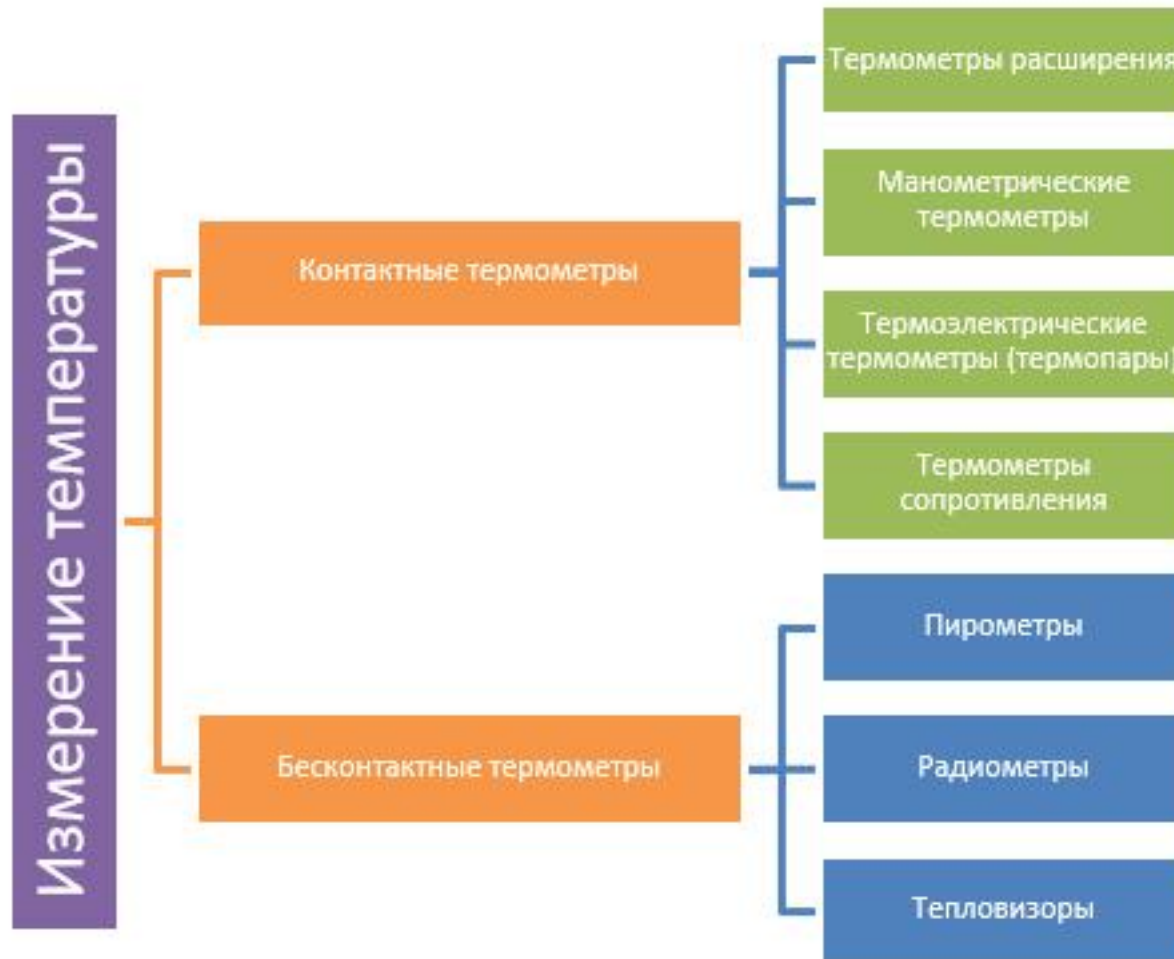 Измерение температуры
Контактные термометры
Термометры расширения
Манометрические
термометры
Термоэлектрические
термометры (термопары)
Термометры
сопротивления
Бесконтактные термометры
Пирометры
Радиометры
Тепловизоры